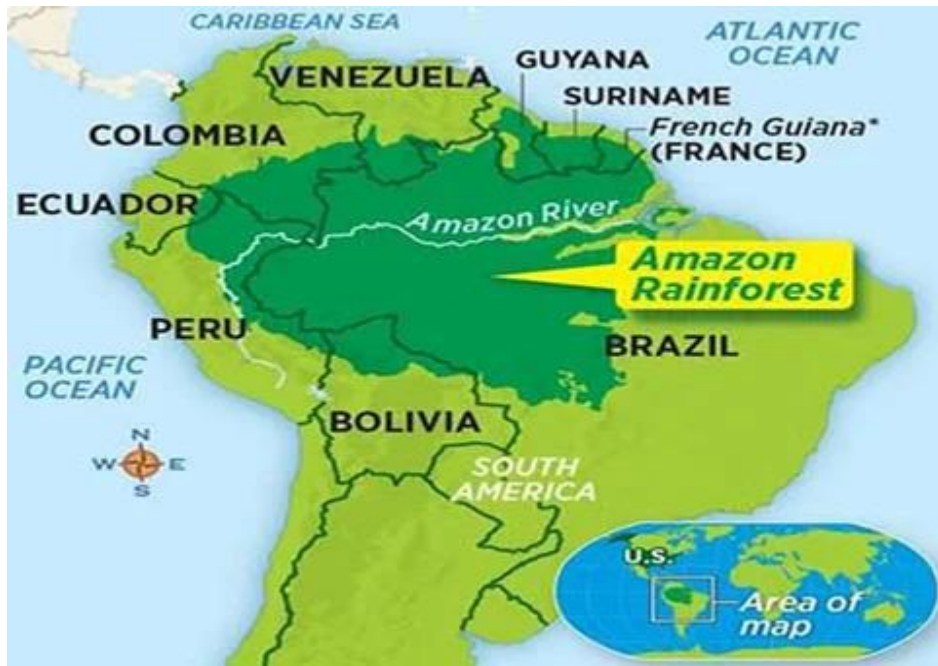 CARIBBEAN SEA
ATLANTIC
OCEAN
GUYANA
VENEZUELA
SURINAME
COLOMBIA
French Guiana*
(FRANCE)
ECUADOR
Amazon River
Amazon
Rainforest
PERU
BRAZIL
PACIFIC
OCEAN
BOLIVIA
N
W
E
S
SOUTH
AMERICA
U.S.
Area of
map